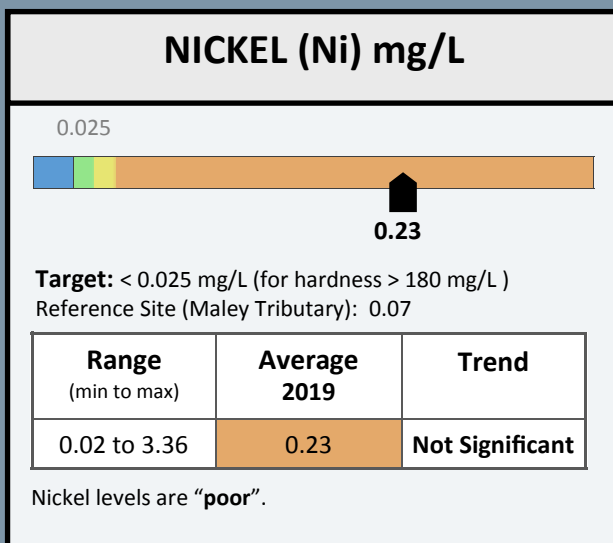 NICKEL (Ni) mg/L
0.025
0.23
Target: < 0.025 mg/L (for hardness > 180 mg/L )
Reference Site (Maley Tributary): 0.07
Range
(min to max)
Average
2019
Trend
0.02 to 3.36
0.23
Not Significant
Nickel levels are “poor”.